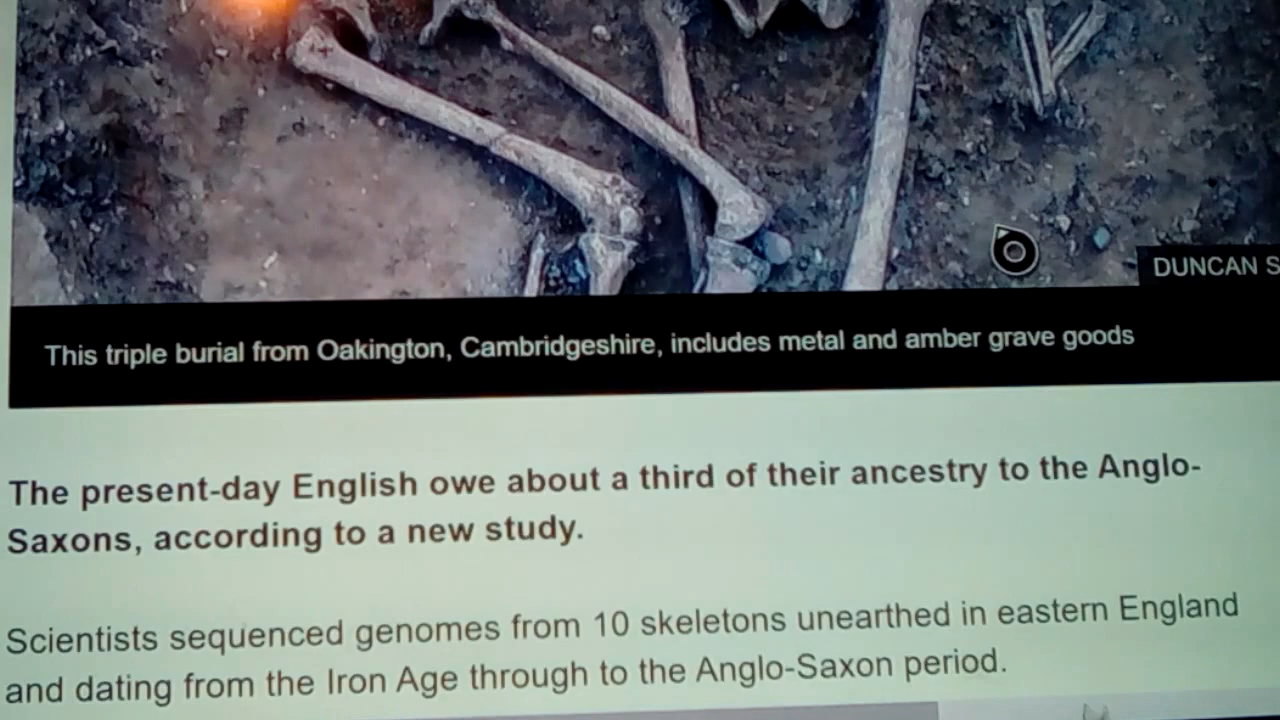 DUNCAN S
This triple burial from Oakington, Cambridgeshire, includes metal and amber grave goods
The present-day English owe about a third of their ancestry to the Anglo-
Saxons, according to a new study.
Scientists sequenced genomes from 10 skeletons unearthed in eastern England
and dating from the Iron Age through to the Anglo-Saxon period.